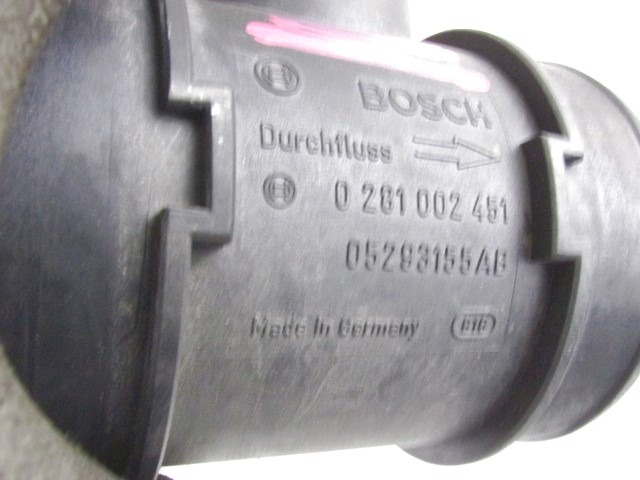 BOSCH
Durchfluss
0 281 002 451
05293155AB
Made in Germany